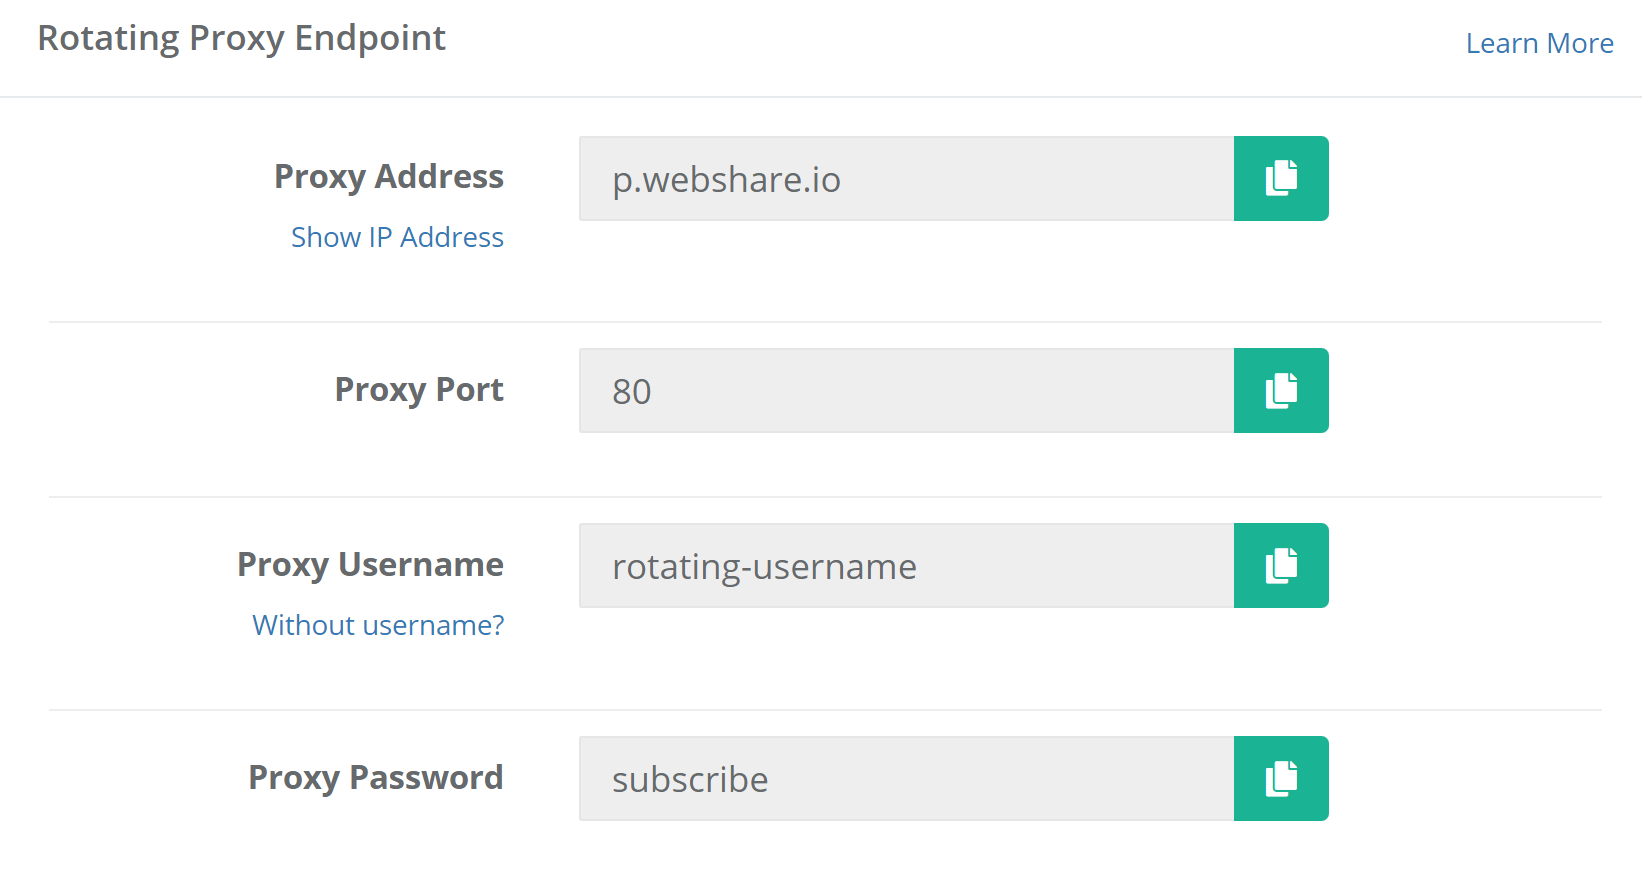 Rotating Proxy Endpoint
Learn More
Proxy Address
p.webshare.io
Show IP Address
Proxy Port
80
Proxy Username
rotating-username
Without username?
Proxy Password
subscribe